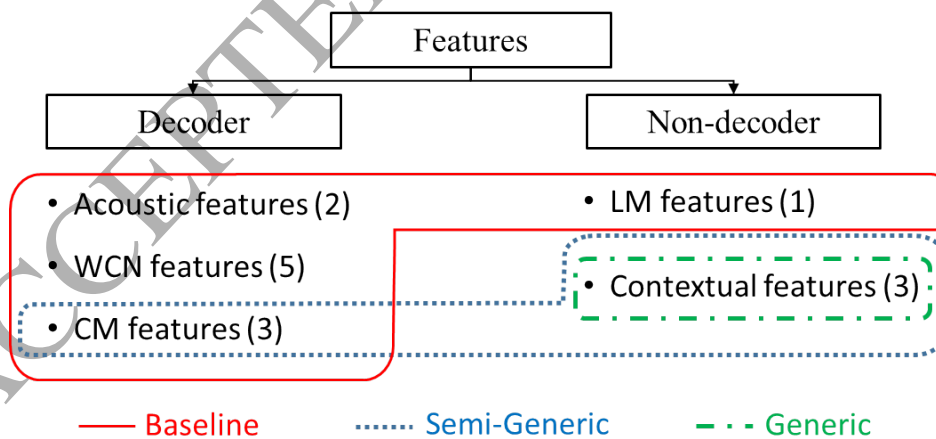 Features
Decoder
Non-decoder
• Acoustic features (2)
• LM features (1)
• WCN features (5)
• Contextual features (3)
• CM features (3)
Baseline
Semi-Generic
Generic